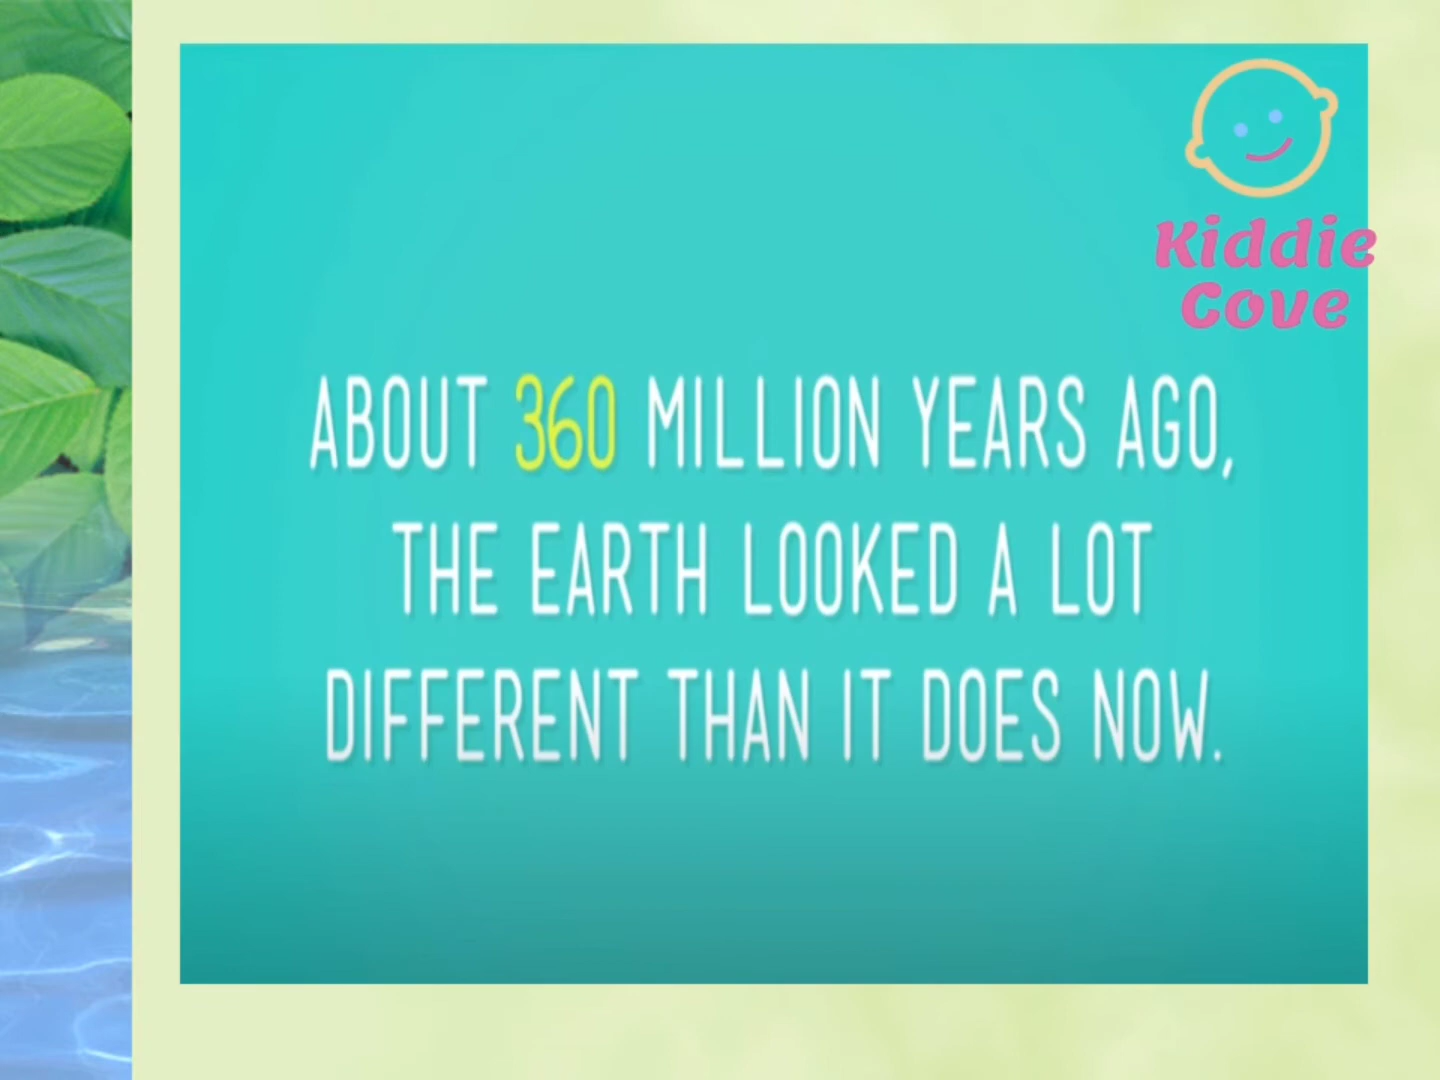 Kiddie
Cove
ABOUT 360 MILLION YEARS AGO,
THE EARTH LOOKED A LOT
DIFFERENT THAN IT DOES NOW.